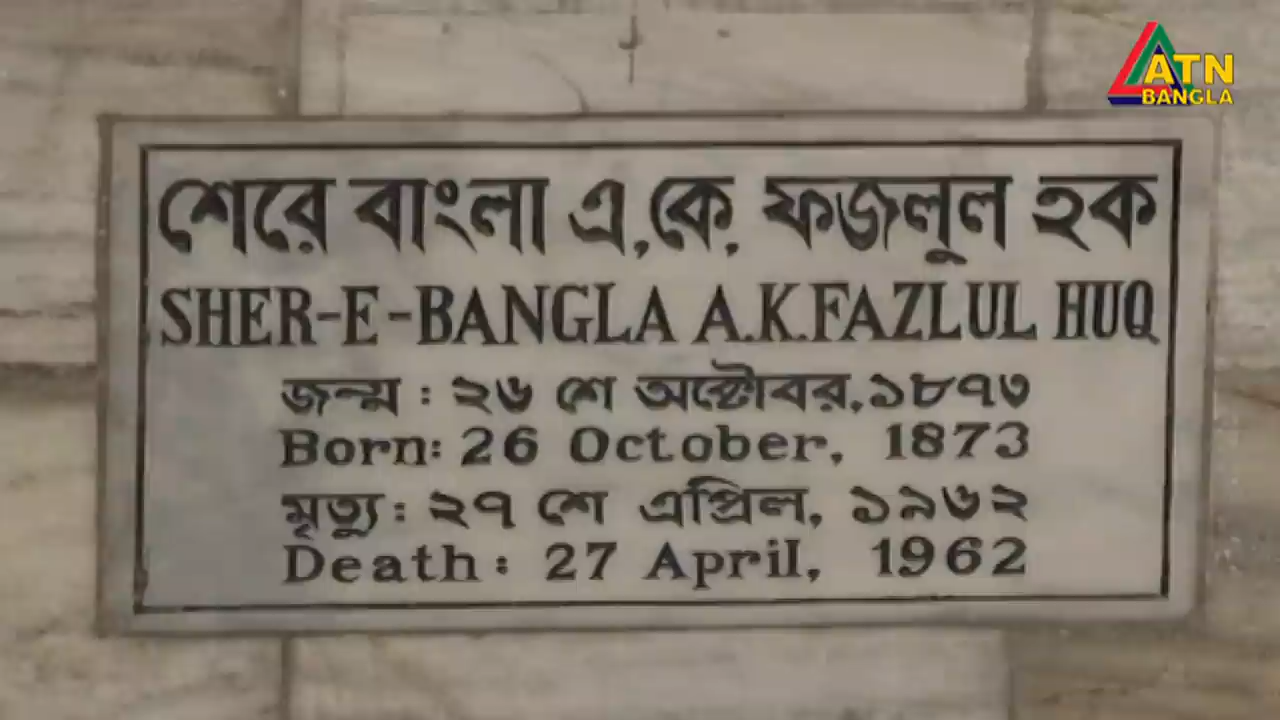 ATN
BANGLA
শেরে বাংলা এ.কে. ফজলুল হক
SHER-E-BANGLA A.K.FAZLUL HUQ
জন্ম : ২৬ শে অক্টোবর, ১৮৭৩
Born: 26 October, 1873
মৃত্যু : ২৭ শে এপ্রিল, ১৯৬২
Death: 27 April, 1962